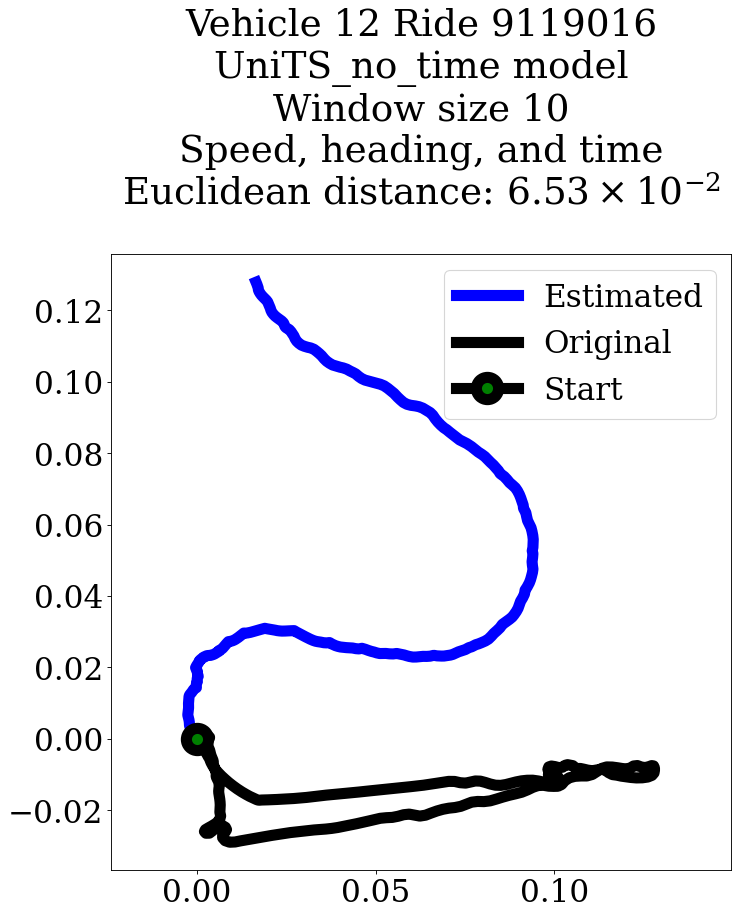 Vehicle 12 Ride 9119016
UniTS_no_time model
Window size 10
Speed, heading, and time
Euclidean distance: 6.53 × 10⁻²
Estimated
Original
Start
0.12
0.10
0.08
0.06
0.04
0.02
0.00
−0.02
0.00 0.05 0.10